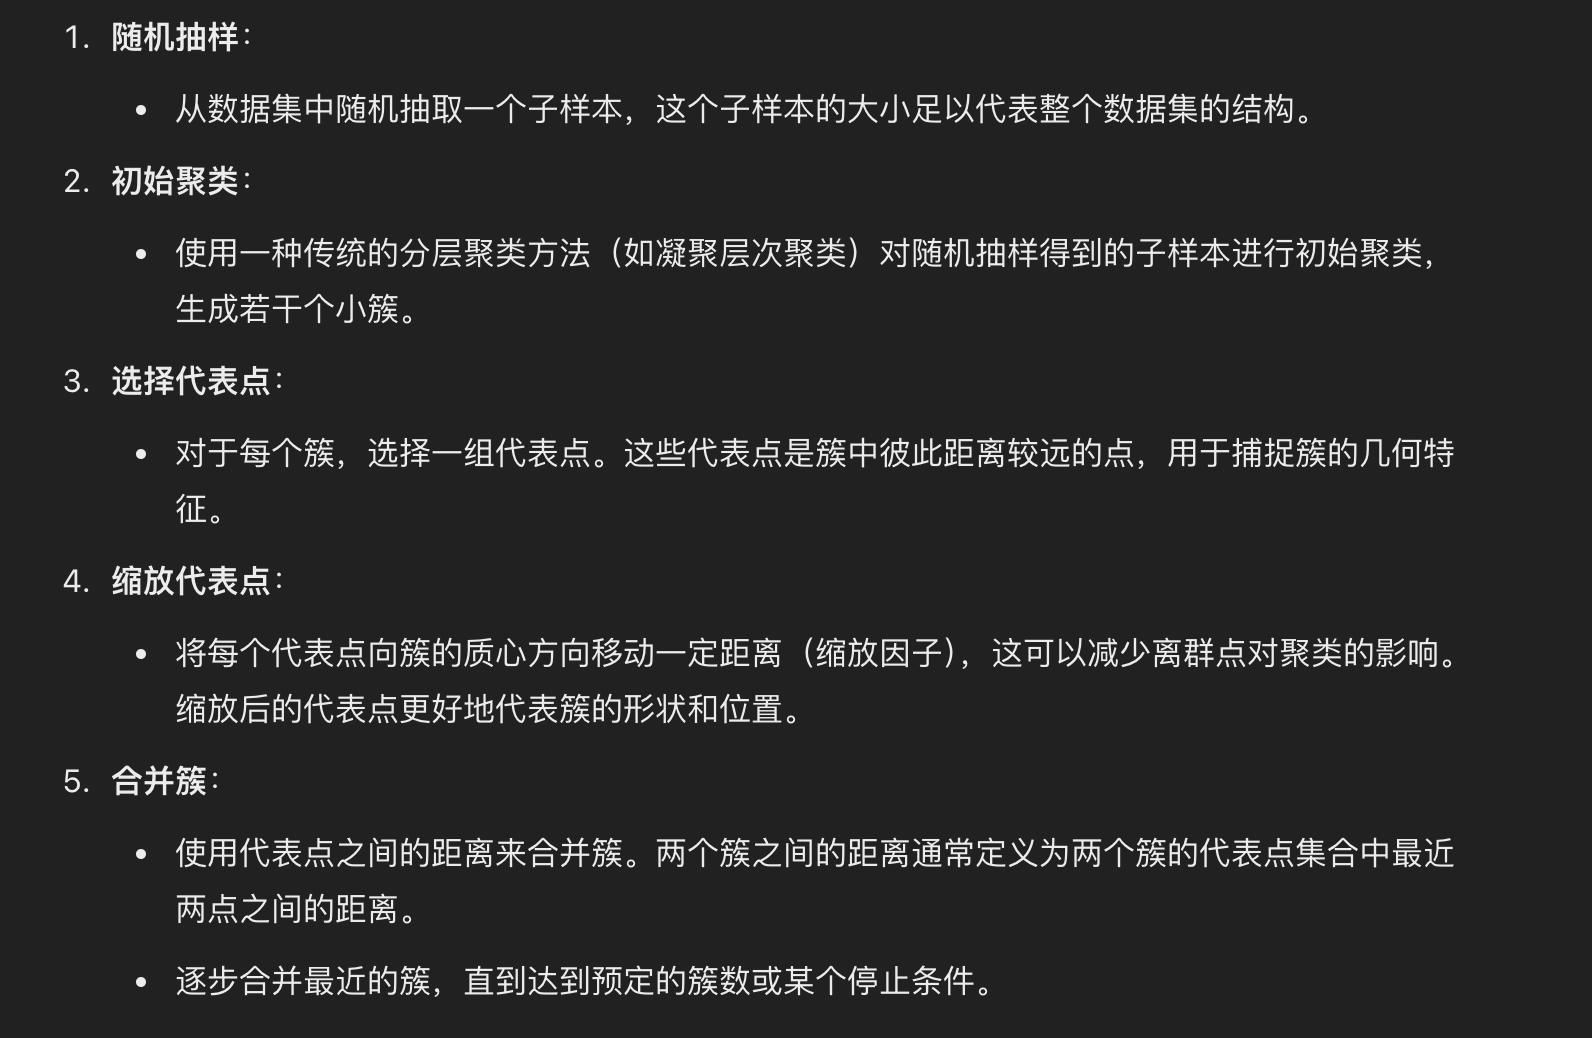 1. 随机抽样：
• 从数据集中随机抽取一个子样本，这个子样本的大小足以代表整个数据集的结构。
2. 初始聚类：
• 使用一种传统的分层聚类方法（如凝聚层次聚类）对随机抽样得到的子样本进行初始聚类，
生成若干个小簇。
3. 选择代表点：
• 对于每个簇，选择一组代表点。这些代表点是簇中彼此距离较远的点，用于捕捉簇的几何特
征。
4. 缩放代表点：
• 将每个代表点向簇的质心方向移动一定距离（缩放因子），这可以减少离群点对聚类的影响。
缩放后的代表点更好地代表簇的形状和位置。
5. 合并簇：
• 使用代表点之间的距离来合并簇。两个簇之间的距离通常定义为两个簇的代表点集合中最近
两点之间的距离。
• 逐步合并最近的簇，直到达到预定的簇数或某个停止条件。